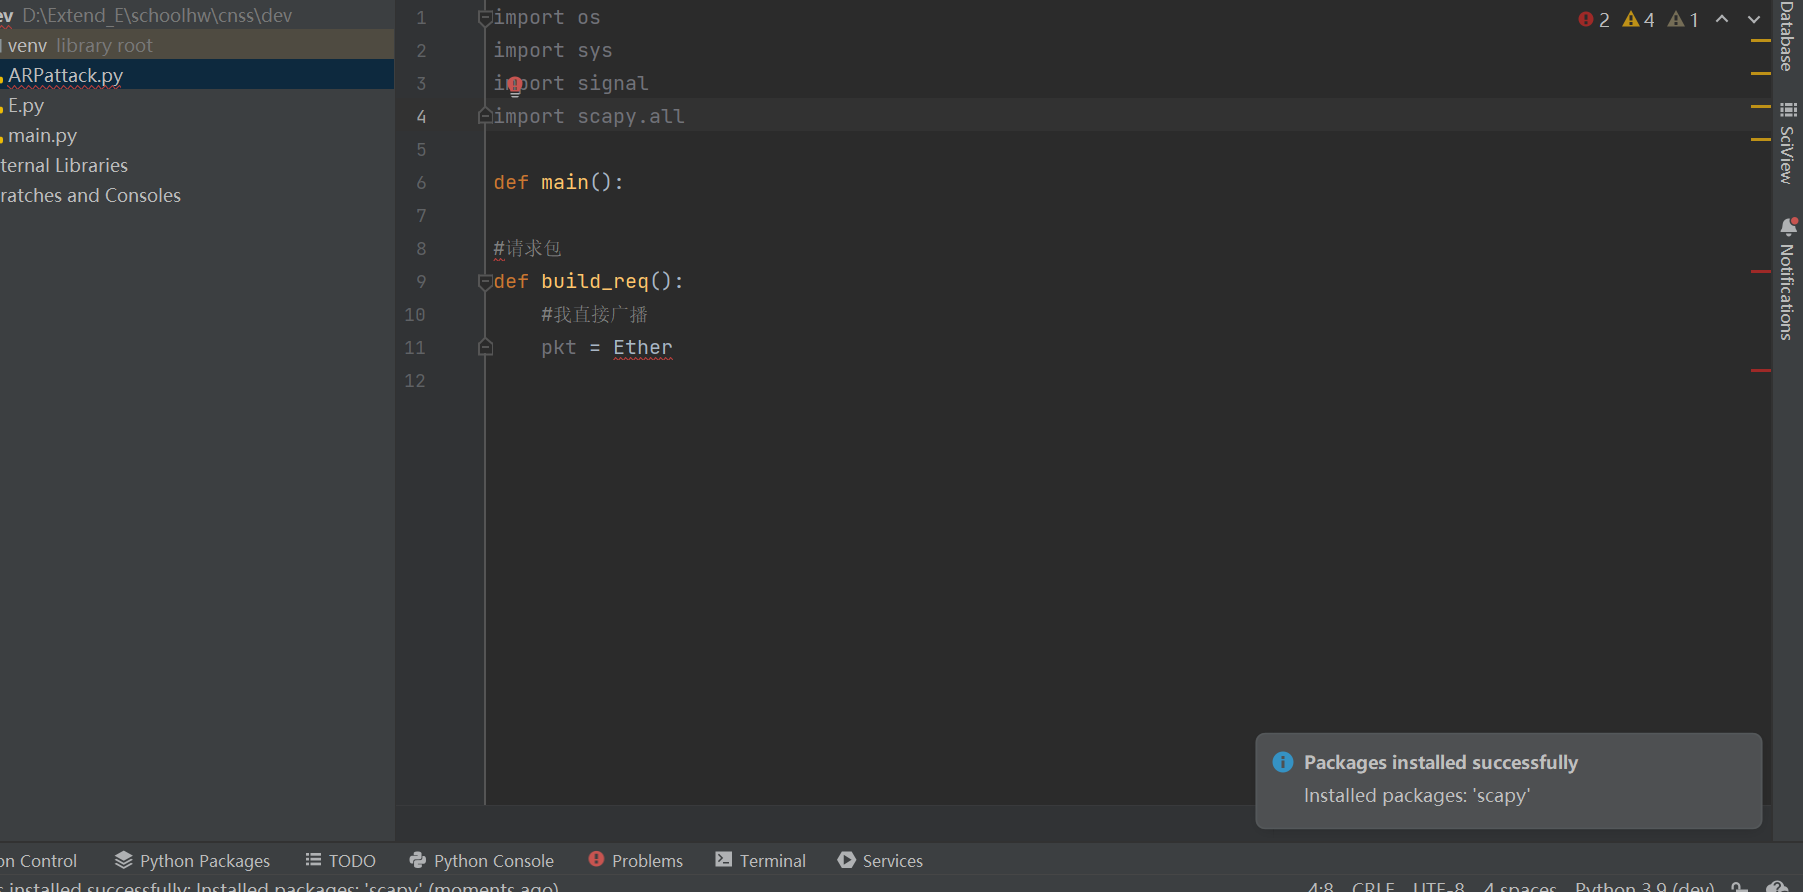 ev D:\Extend_E\schoolhw\cnss\dev
venv library root
ARPattack.py
E.py
main.py
ternal Libraries
ratches and Consoles
1 import os
2 import sys
3 import signal
4 import scapy.all
5
6 def main():
7
8 #请求包
9 def build_req():
10 #我直接广播
11 pkt = Ether
12
2 4 1
Database
SciView
Notifications
Packages installed successfully
Installed packages: 'scapy'
on Control Python Packages TODO Python Console Problems Terminal Services
s installed successfully: Installed packages: 'scapy' (moments ago) 4:8 CRLF UTF-8 4 spaces Python 3.9 (dev)